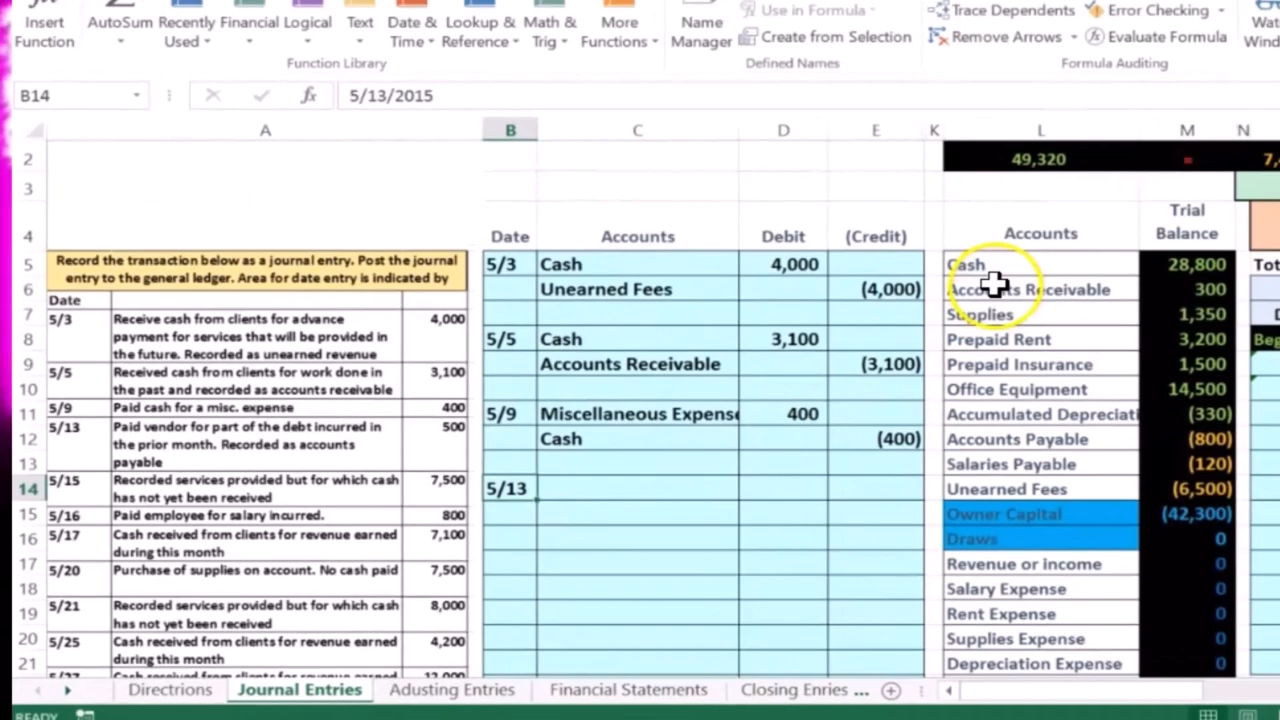 Insert Function
AutoSum
Recently Used
Financial
Logical
Text
Date & Time
Lookup & Reference
Math & Trig
More Functions
Function Library
Name Manager
Use in Formula
Create from Selection
Defined Names
Trace Dependents
Remove Arrows
Error Checking
Evaluate Formula
Formula Auditing
B14
fx
5/13/2015
A B C D E K L M N
2 49,320 =
3
4 Date Accounts Debit (Credit) Accounts Trial Balance
Record the transaction below as a journal entry. Post the journal
entry to the general ledger. Area for date entry is indicated by
Date
5/3 Receive cash from clients for advance 4,000
payment for services that will be provided in
the future. Recorded as unearned revenue
5/5 Received cash from clients for work done in 3,100
the past and recorded as accounts receivable
5/9 Paid cash for a misc. expense 400
5/13 Paid vendor for part of the debt incurred in 500
the prior month. Recorded as accounts
payable
5/15 Recorded services provided but for which cash 7,500
has not yet been received
5/16 Paid employee for salary incurred. 800
5/17 Cash received from clients for revenue earned 7,100
during this month
5/20 Purchase of supplies on account. No cash paid 7,500
5/21 Recorded services provided but for which cash 8,000
has not yet been received
5/25 Cash received from clients for revenue earned 4,200
during this month
5 5/3 Cash 4,000
6 Unearned Fees (4,000)
7
8 5/5 Cash 3,100
9 Accounts Receivable (3,100)
10
11 5/9 Miscellaneous Expens 400
12 Cash (400)
13
14 5/13
15
16
17
18
19
20
21
Cash 28,800
Accounts Receivable 300
Supplies 1,350
Prepaid Rent 3,200
Prepaid Insurance 1,500
Office Equipment 14,500
Accumulated Depreciat (330)
Accounts Payable (800)
Salaries Payable (120)
Unearned Fees (6,500)
Owner Capital (42,300)
Draws 0
Revenue or income 0
Salary Expense 0
Rent Expense 0
Supplies Expense 0
Depreciation Expense 0
Directions
Journal Entries
Adusting Entries
Financial Statements
Closing Enries ...
READY